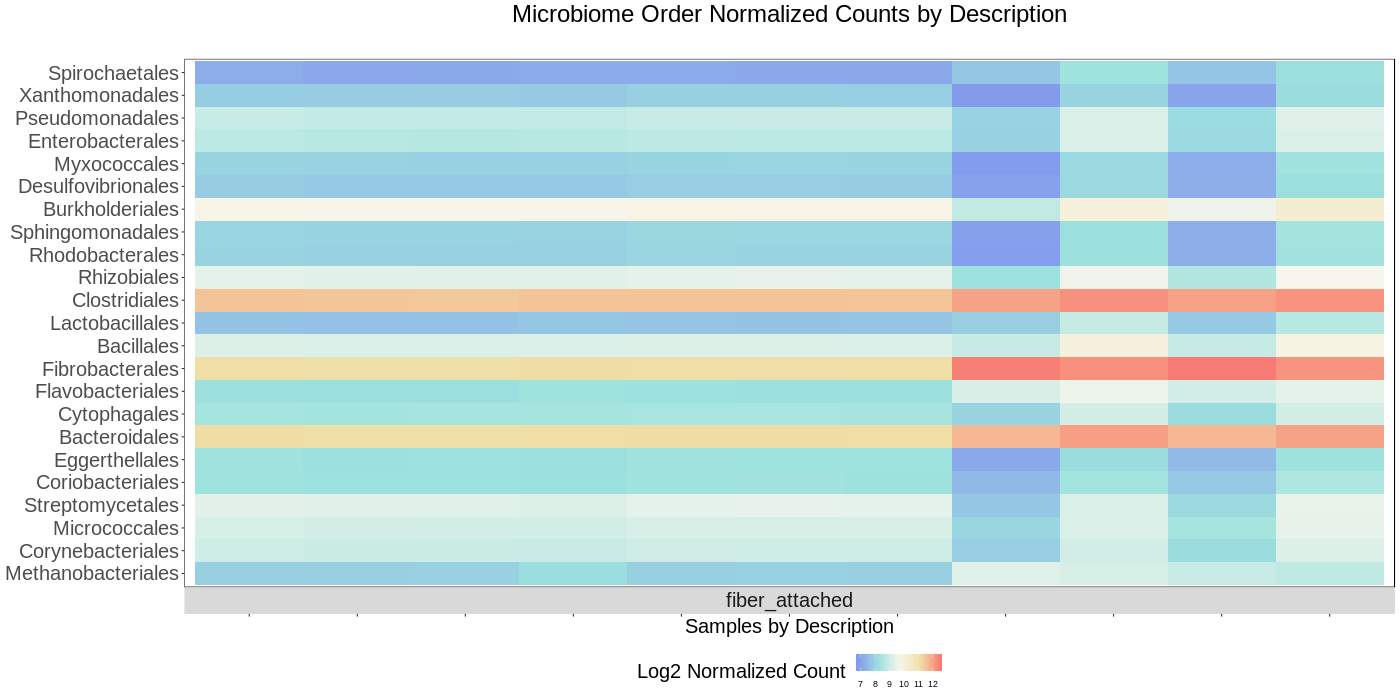 Microbiome Order Normalized Counts by Description
Spirochaetales
Xanthomonadales
Pseudomonadales
Enterobacterales
Myxococcales
Desulfovibrionales
Burkholderiales
Sphingomonadales
Rhodobacterales
Rhizobiales
Clostridiales
Lactobacillales
Bacillales
Fibrobacterales
Flavobacteriales
Cytophagales
Bacteroidales
Eggerthellales
Coriobacteriales
Streptomycetales
Micrococcales
Corynebacteriales
Methanobacteriales
fiber_attached
Samples by Description
Log2 Normalized Count
7 8 9 10 11 12